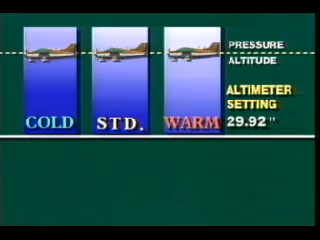 PRESSURE
ALTITUDE
ALTIMETER
SETTING
COLD STD. WARM 29.92"